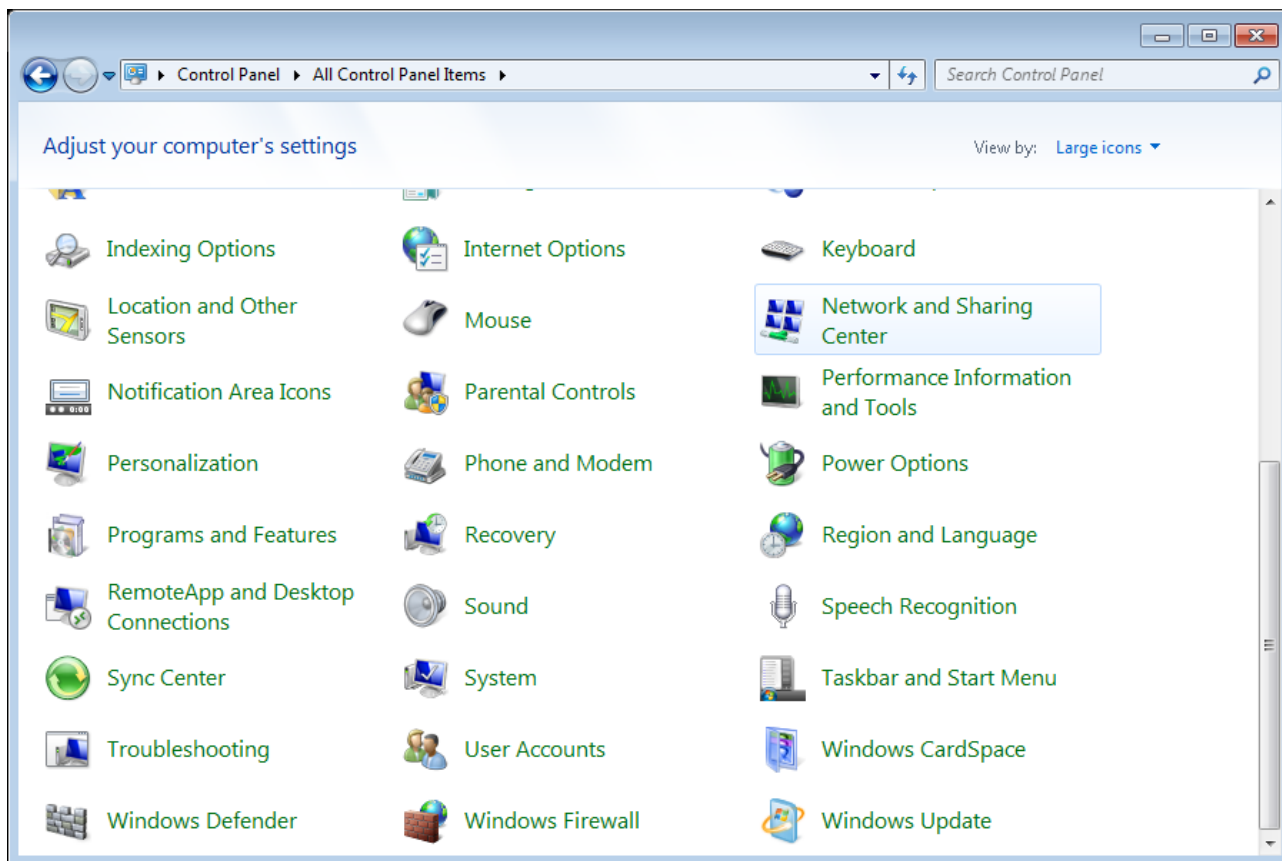 Control Panel ▸ All Control Panel Items ▸
Search Control Panel
Adjust your computer's settings
View by: Large icons
Indexing Options
Internet Options
Keyboard
Location and Other
Sensors
Mouse
Network and Sharing
Center
Notification Area Icons
Parental Controls
Performance Information
and Tools
Personalization
Phone and Modem
Power Options
Programs and Features
Recovery
Region and Language
RemoteApp and Desktop
Connections
Sound
Speech Recognition
Sync Center
System
Taskbar and Start Menu
Troubleshooting
User Accounts
Windows CardSpace
Windows Defender
Windows Firewall
Windows Update